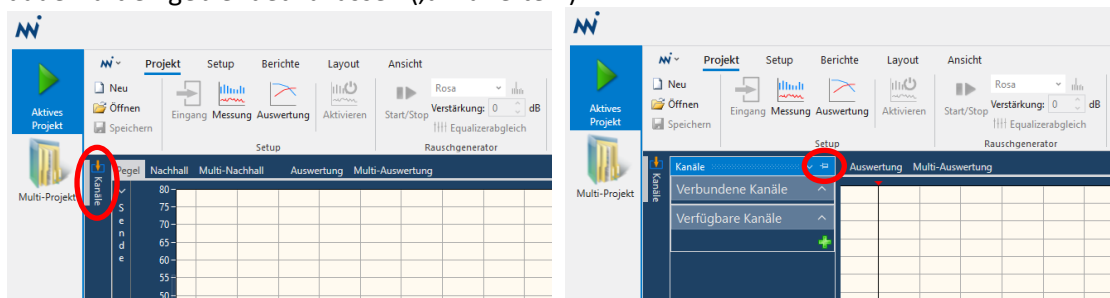 Projekt Setup Berichte Layout Ansicht
Neu
Öffnen
Speichern
Eingang Messung Auswertung Aktivieren Start/Stop
Rosa
Verstärkung: 0 dB
Equalizerabgleich
Setup Rauschgenerator
Aktives
Projekt
Multi-Projekt
Kanäle
Pegel Nachhall Multi-Nachhall Auswertung Multi-Auswertung
S
e
n
d
e
80
75
70
65
60
55
50
Projekt Setup Berichte Layout Ansicht
Neu
Öffnen
Speichern
Eingang Messung Auswertung Aktivieren Start/Stop
Rosa
Verstärkung: 0 dB
Equalizerabgleich
Setup Rauschgenerator
Aktives
Projekt
Multi-Projekt
Kanäle
Kanäle Auswertung Multi-Auswertung
Verbundene Kanäle
Verfügbare Kanäle